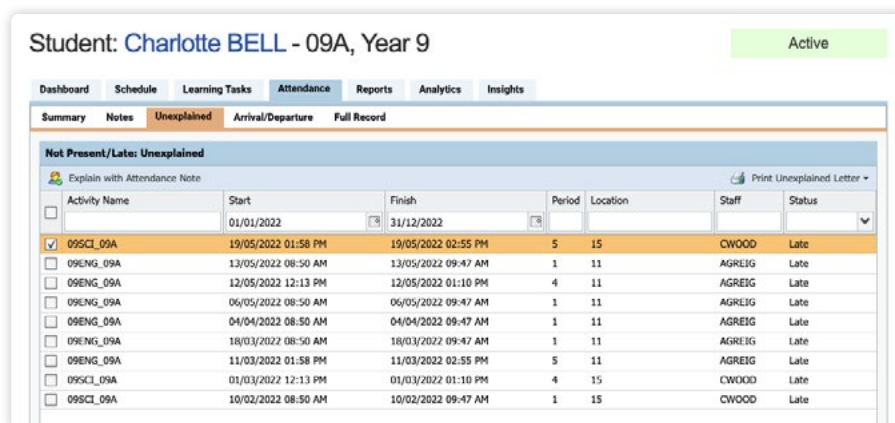 Student: Charlotte BELL - 09A, Year 9 Active
Dashboard Schedule Learning Tasks Attendance Reports Analytics Insights
Summary Notes Unexplained Arrival/Departure Full Record
Not Present/Late: Unexplained
Explain with Attendance Note Print Unexplained Letter
Activity Name Start Finish Period Location Staff Status
01/01/2022 31/12/2022
09SCI_09A 19/05/2022 01:58 PM 19/05/2022 02:55 PM 5 15 CWOOD Late
09ENG_09A 13/05/2022 08:50 AM 13/05/2022 09:47 AM 1 11 AGREIG Late
09ENG_09A 12/05/2022 12:13 PM 12/05/2022 01:10 PM 4 11 AGREIG Late
09ENG_09A 06/05/2022 08:50 AM 06/05/2022 09:47 AM 1 11 AGREIG Late
09ENG_09A 04/04/2022 08:50 AM 04/04/2022 09:47 AM 1 11 AGREIG Late
09ENG_09A 18/03/2022 08:50 AM 18/03/2022 09:47 AM 1 11 AGREIG Late
09ENG_09A 11/03/2022 01:58 PM 11/03/2022 02:55 PM 5 11 AGREIG Late
09SCI_09A 01/03/2022 12:13 PM 01/03/2022 01:10 PM 4 15 CWOOD Late
09SCI_09A 10/02/2022 08:50 AM 10/02/2022 09:47 AM 1 15 CWOOD Late